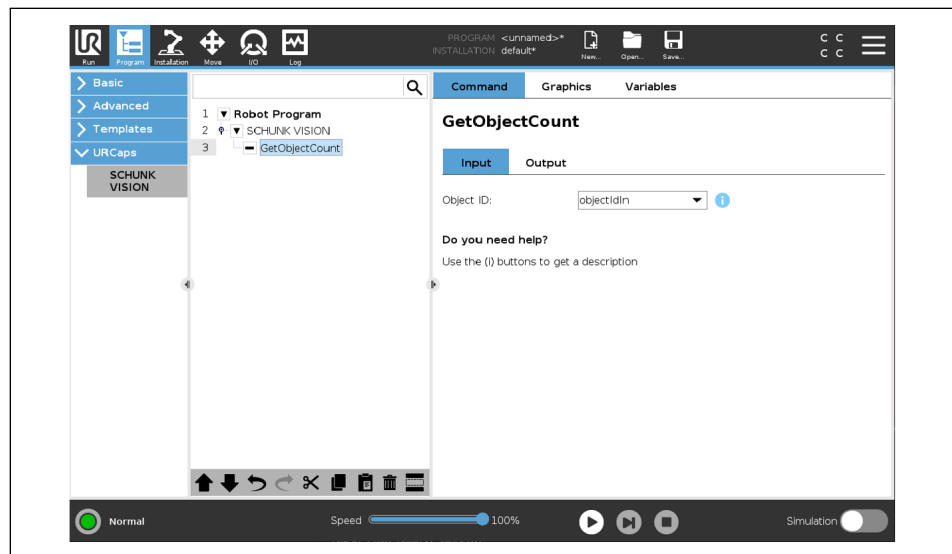 UR
Run Program Installation Move I/O Log
PROGRAM <unnamed>*
INSTALLATION default*
New... Open... Save...
C C
C C
Basic
Advanced
Templates
URCaps
SCHUNK
VISION
1 Robot Program
2 SCHUNK VISION
3 GetObjectCount
Command Graphics Variables
GetObjectCount
Input Output
Object ID: objectIdIn i
Do you need help?
Use the (i) buttons to get a description
Normal
Speed 100%
Simulation